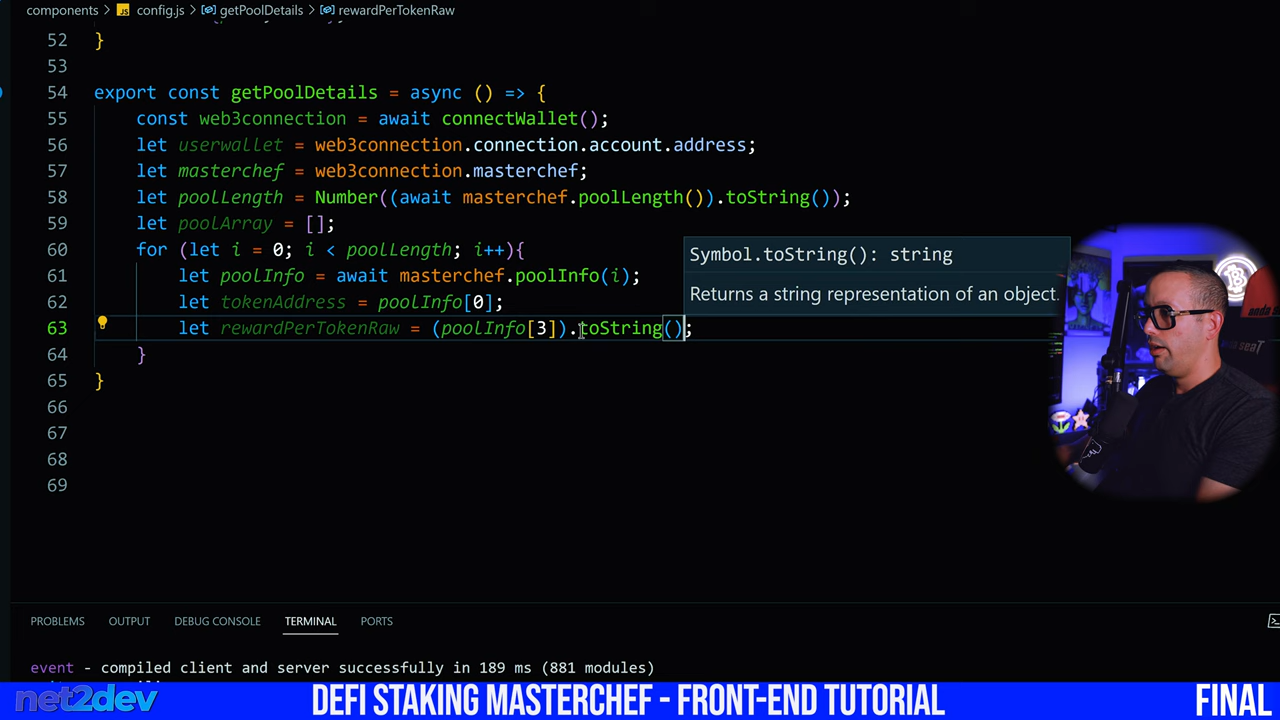 components > config.js > getPoolDetails > rewardPerTokenRaw
52 }
53
54 export const getPoolDetails = async () => {
55 const web3connection = await connectWallet();
56 let userwallet = web3connection.connection.account.address;
57 let masterchef = web3connection.masterchef;
58 let poolLength = Number((await masterchef.poolLength()).toString());
59 let poolArray = [];
60 for (let i = 0; i < poolLength; i++){
Symbol.toString(): string
61 let poolInfo = await masterchef.poolInfo(i);
Returns a string representation of an object.
62 let tokenAddress = poolInfo[0];
63 let rewardPerTokenRaw = (poolInfo[3]).toString();
64 }
65 }
66
67
68
69
PROBLEMS OUTPUT DEBUG CONSOLE TERMINAL PORTS
event - compiled client and server successfully in 189 ms (881 modules)
net2dev DEFI STAKING MASTERCHEF - FRONT-END TUTORIAL FINAL